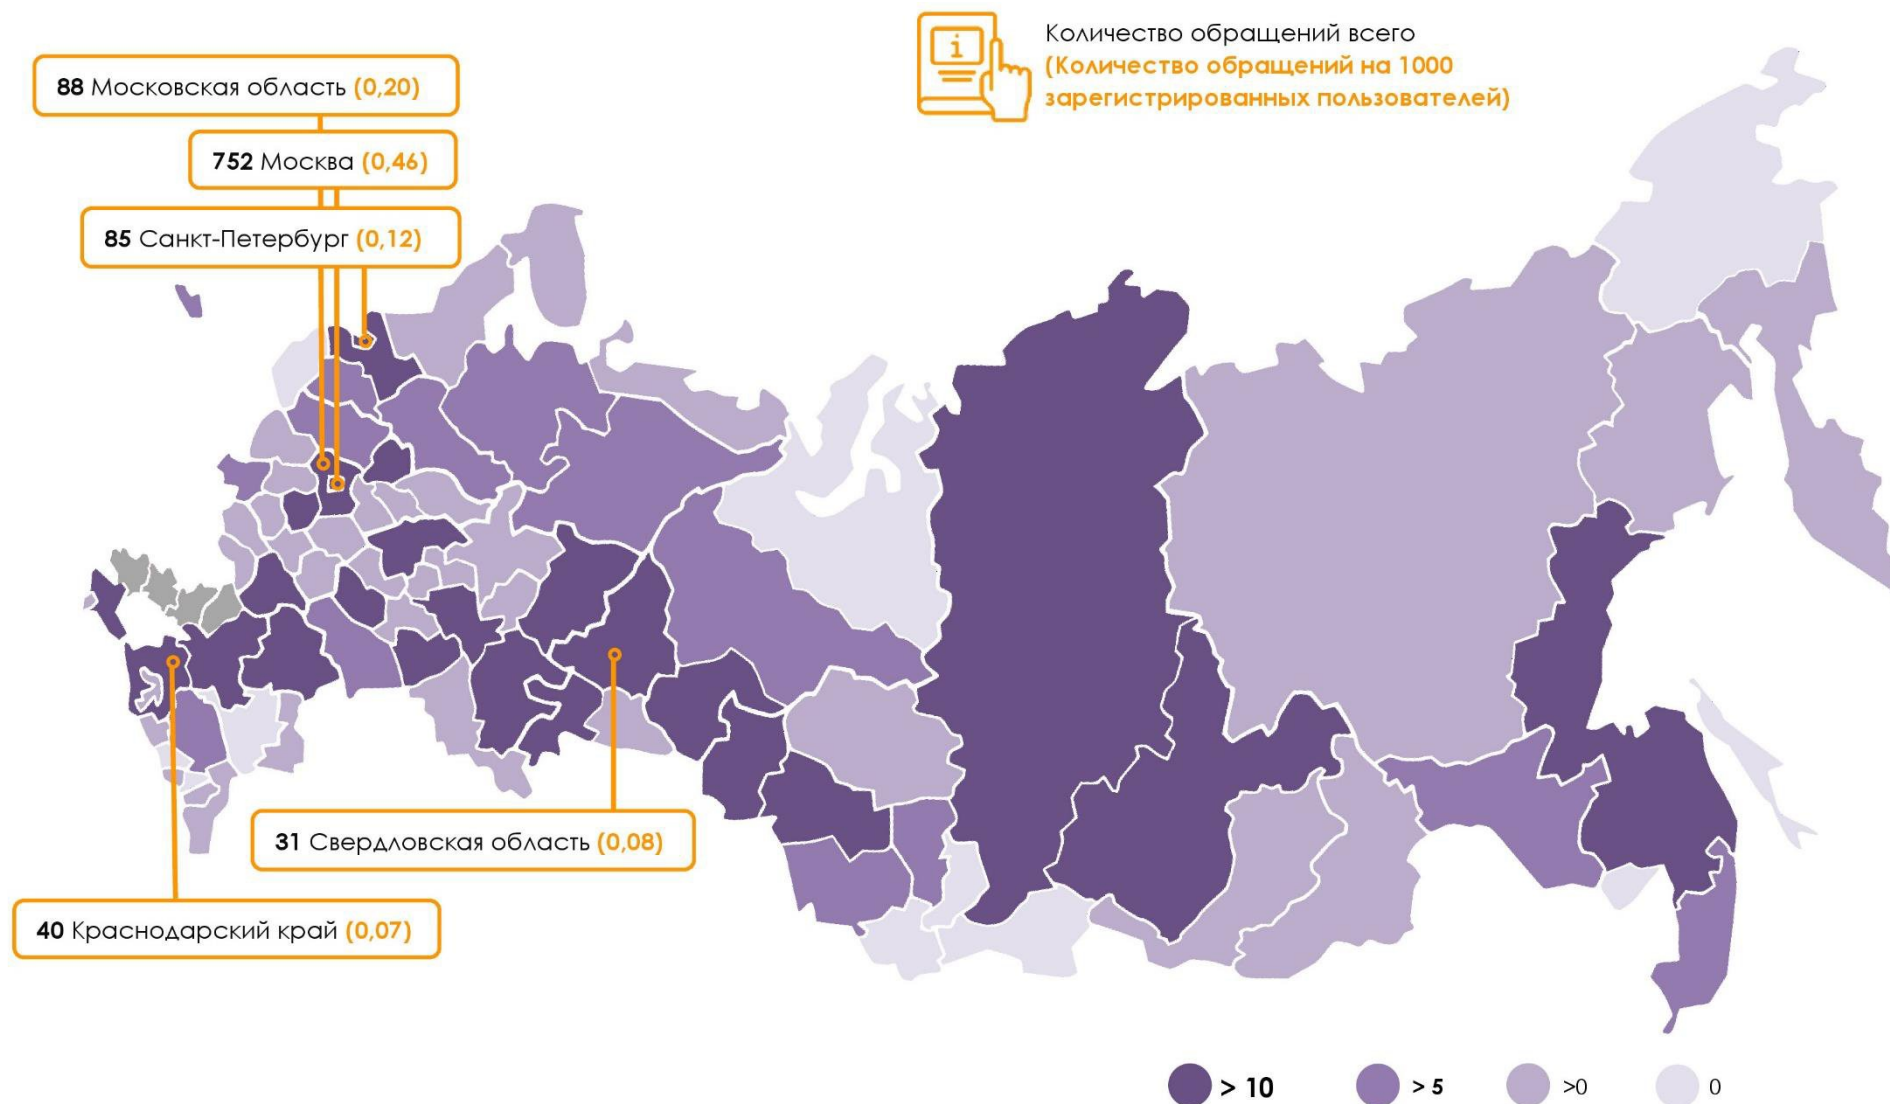 Количество обращений всего
(Количество обращений на 1000
зарегистрированных пользователей)
88 Московская область (0,20)
752 Москва (0,46)
85 Санкт-Петербург (0,12)
31 Свердловская область (0,08)
40 Краснодарский край (0,07)
> 10
> 5
>0
0